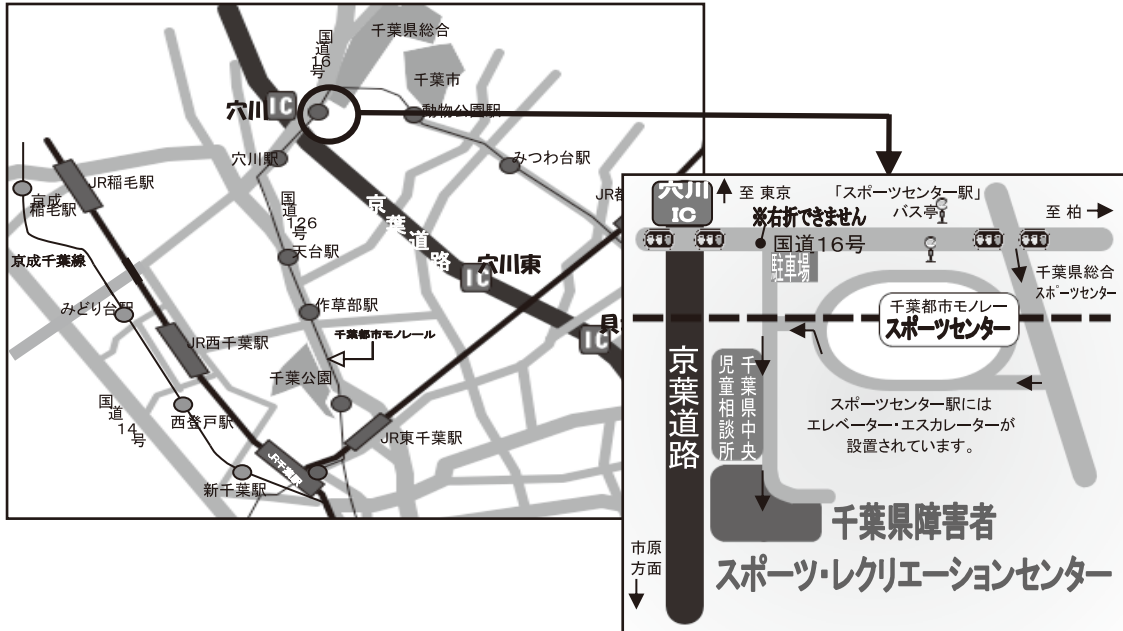 国道16号
千葉県総合
千葉市
穴川
IC
動物公園駅
穴川駅
みつわ台駅
JR稲毛駅
京成
稲毛駅
国道126号
京葉道路
天台駅
京成千葉線
穴川東
IC
みどり台駅
作草部駅
千葉都市モノレール
IC
JR西千葉駅
千葉公園
国道14号
西登戸駅
JR東千葉駅
JR千葉駅
新千葉駅
穴川
IC
至 東京
「スポーツセンター駅」
バス亭
至 柏
※右折できません
国道16号
駐車場
千葉県総合
スポーツセンター
千葉都市モノレー
スポーツセンター
京葉道路
千葉県中央
児童相談所
スポーツセンター駅には
エレベーター・エスカレーターが
設置されています。
市原
方面
千葉県障害者
スポーツ・レクリエーションセンター